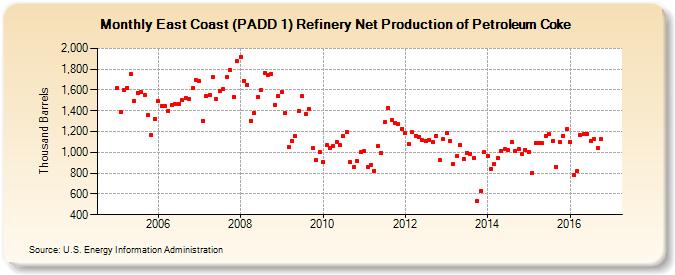 Monthly East Coast (PADD 1) Refinery Net Production of Petroleum Coke
Thousand Barrels
2,000
1,800
1,600
1,400
1,200
1,000
800
600
400
2006 2008 2010 2012 2014 2016
Source: U.S. Energy Information Administration